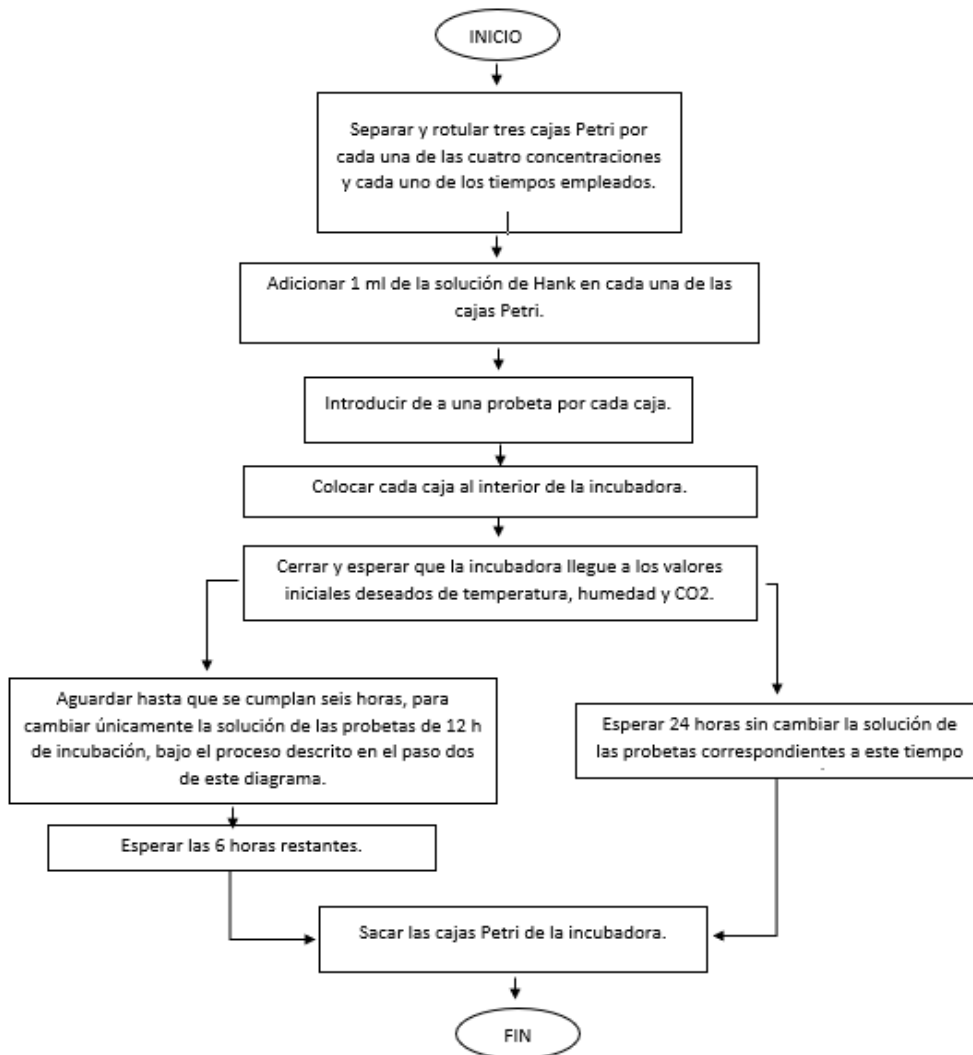 INICIO
Separar y rotular tres cajas Petri por
cada una de las cuatro concentraciones
y cada uno de los tiempos empleados.
Adicionar 1 ml de la solución de Hank en cada una de las
cajas Petri.
Introducir de a una probeta por cada caja.
Colocar cada caja al interior de la incubadora.
Cerrar y esperar que la incubadora llegue a los valores
iniciales deseados de temperatura, humedad y CO2.
Aguardar hasta que se cumplan seis horas, para
cambiar únicamente la solución de las probetas de 12 h
de incubación, bajo el proceso descrito en el paso dos
de este diagrama.
Esperar las 6 horas restantes.
Esperar 24 horas sin cambiar la solución de
las probetas correspondientes a este tiempo
Sacar las cajas Petri de la incubadora.
FIN